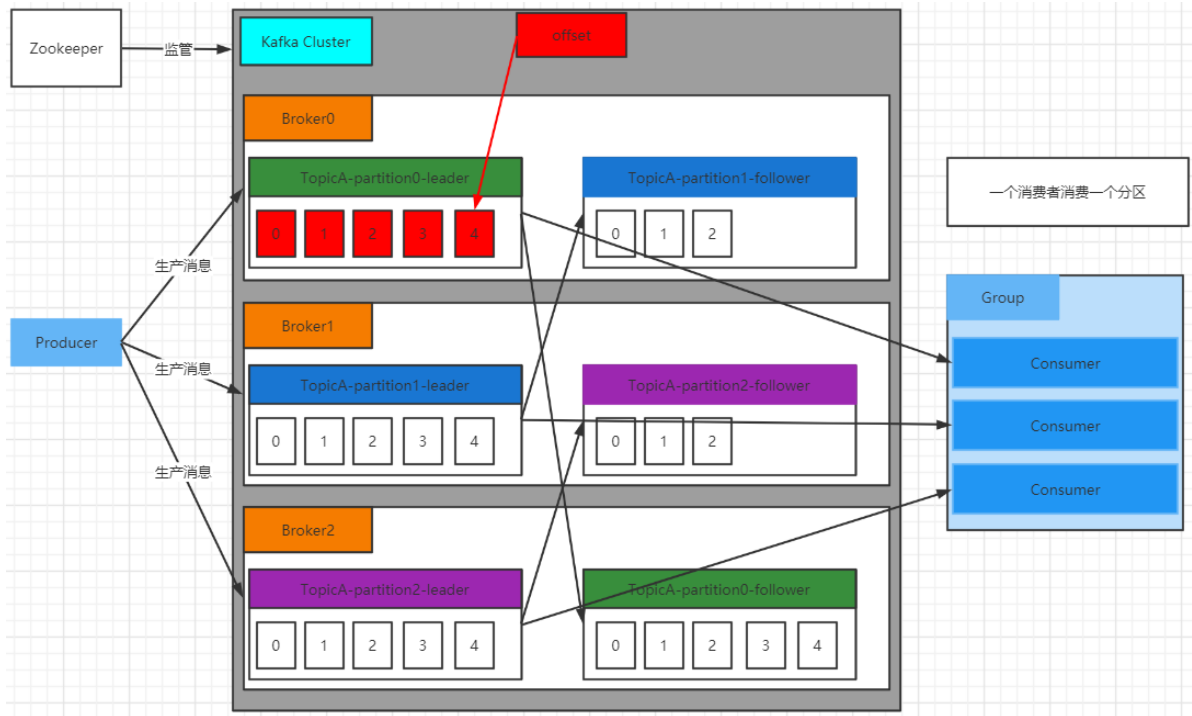 Zookeeper
监管
Kafka Cluster
offset
Broker0
TopicA-partition0-leader
0 1 2 3 4
TopicA-partition1-follower
0 1 2
一个消费者消费一个分区
生产消息
Producer
生产消息
生产消息
Broker1
TopicA-partition1-leader
0 1 2 3 4
TopicA-partition2-follower
0 1 2
Group
Consumer
Consumer
Consumer
Broker2
TopicA-partition2-leader
0 1 2 3 4
TopicA-partition0-follower
0 1 2 3 4